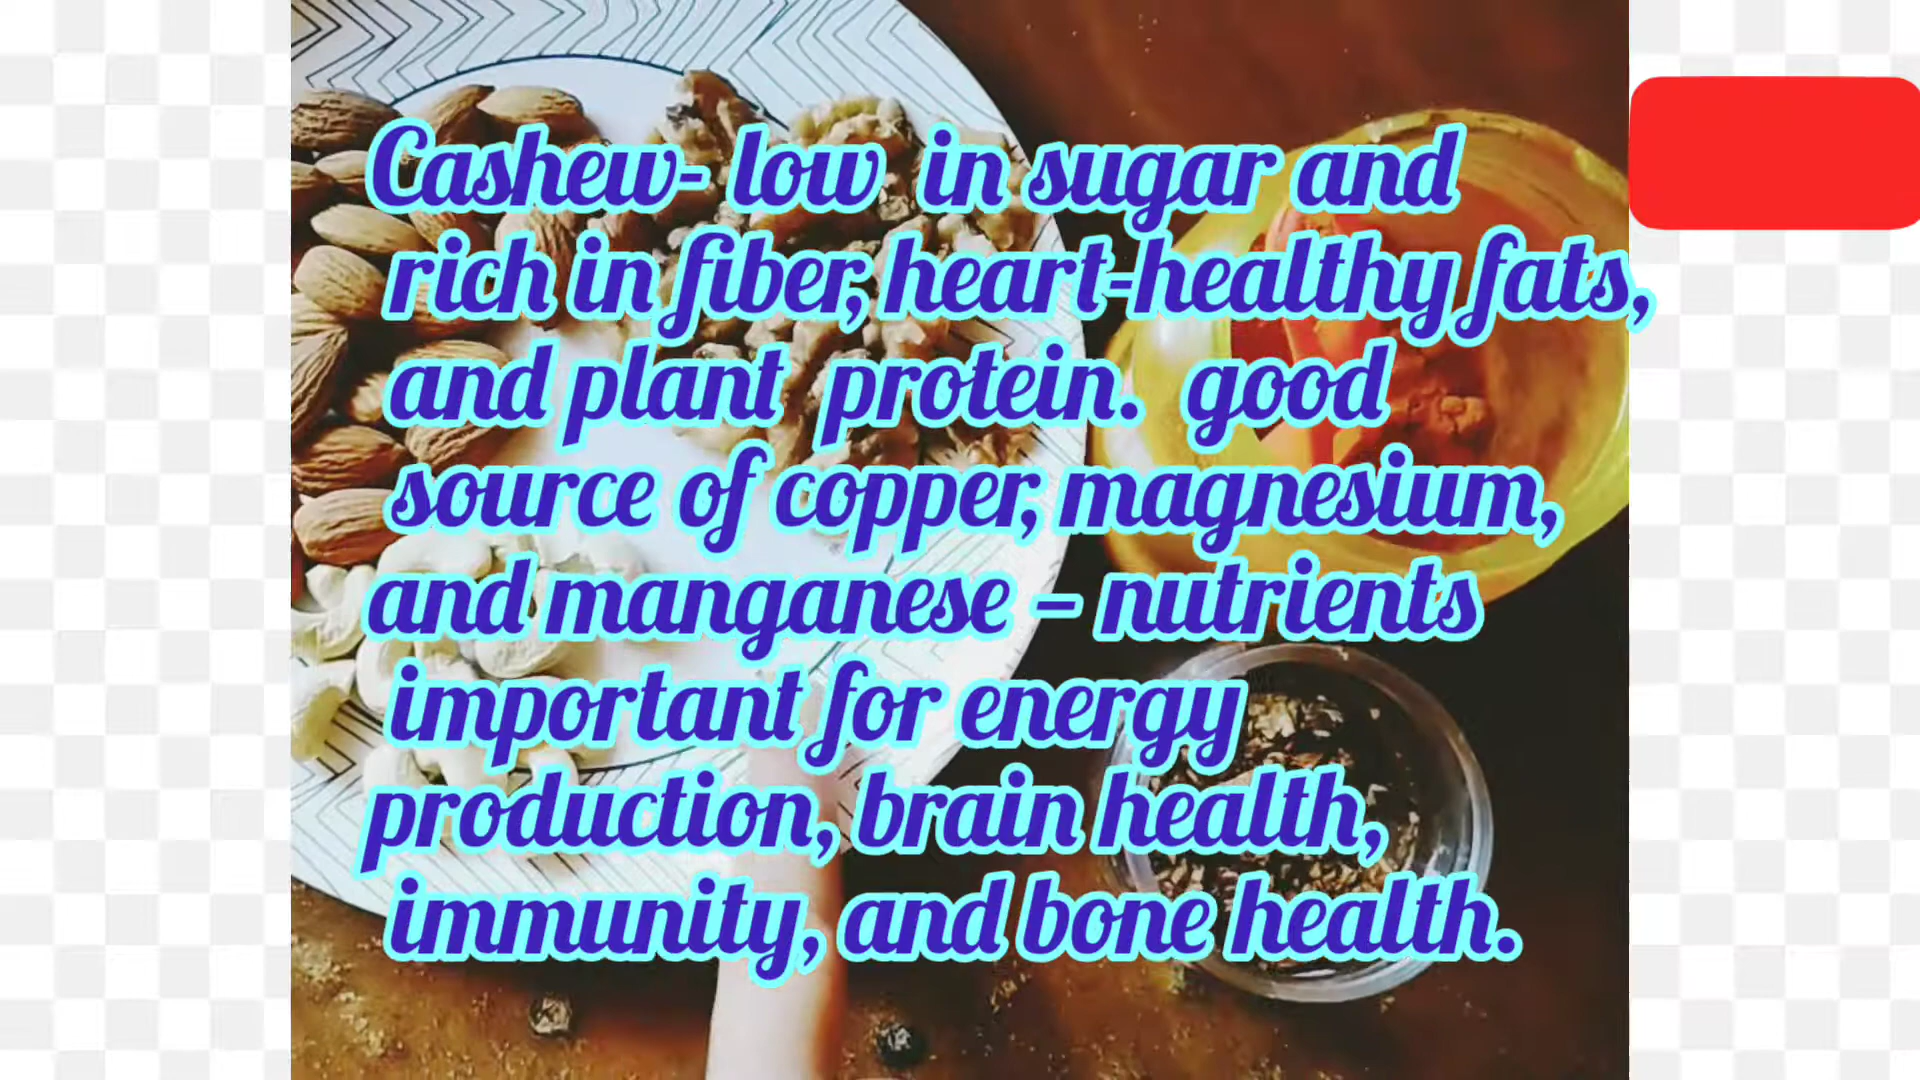 Cashew- low in sugar and
rich in fiber, heart-healthy fats,
and plant protein. good
source of copper, magnesium,
and manganese – nutrients
important for energy
production, brain health,
immunity, and bone health.